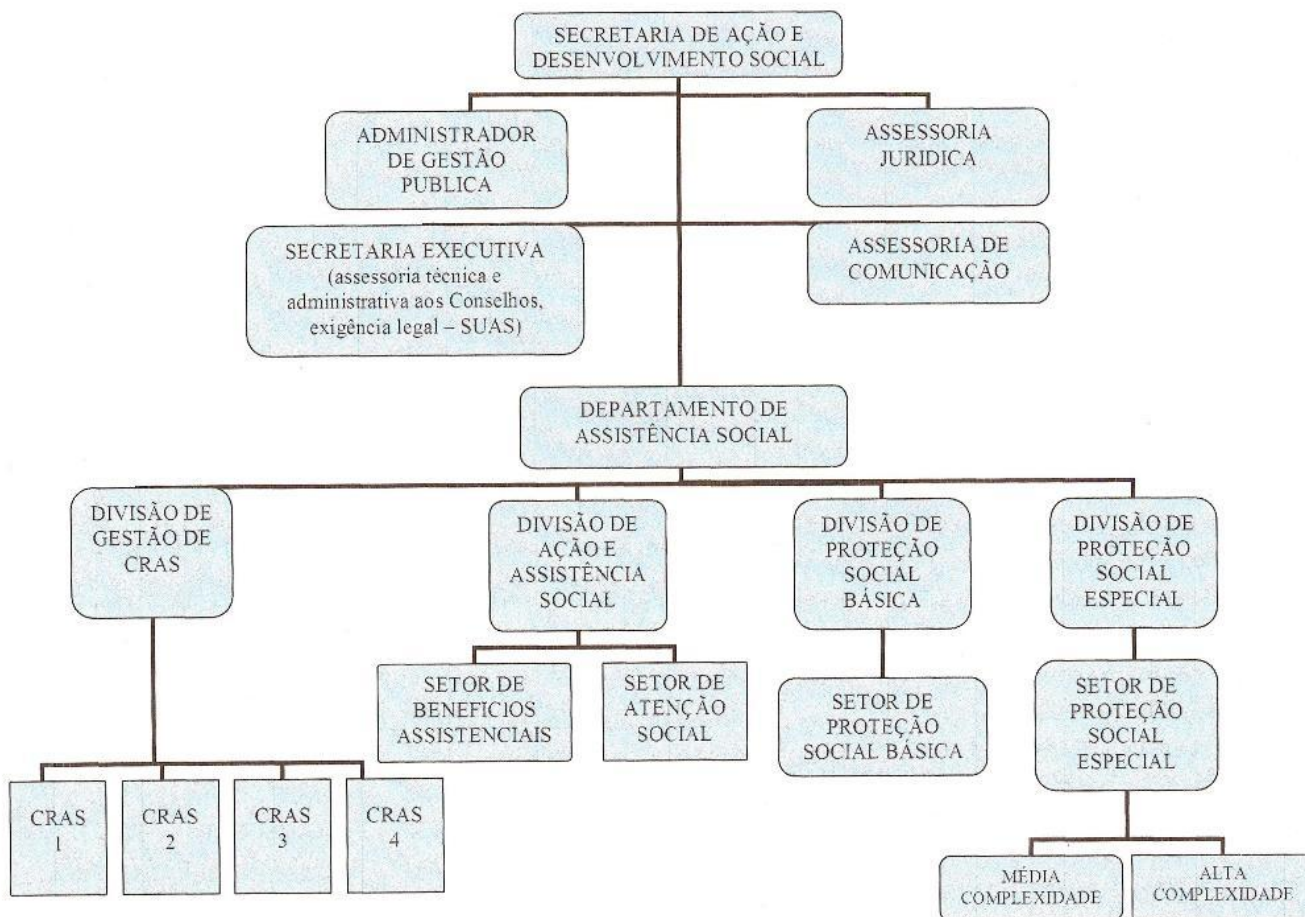 SECRETARIA DE AÇÃO E
DESENVOLVIMENTO SOCIAL
ADMINISTRADOR
DE GESTÃO
PUBLICA
ASSESSORIA
JURIDICA
SECRETARIA EXECUTIVA
(assessoria técnica e
administrativa aos Conselhos,
exigência legal – SUAS)
ASSESSORIA DE
COMUNICAÇÃO
DEPARTAMENTO DE
ASSISTÊNCIA SOCIAL
DIVISÃO DE
GESTÃO DE
CRAS
DIVISÃO DE
AÇÃO E
ASSISTÊNCIA
SOCIAL
DIVISÃO DE
PROTEÇÃO
SOCIAL
BÁSICA
DIVISÃO DE
PROTEÇÃO
SOCIAL
ESPECIAL
SETOR DE
BENEFICIOS
ASSISTENCIAIS
SETOR DE
ATENÇÃO
SOCIAL
SETOR DE
PROTEÇÃO
SOCIAL BÁSICA
SETOR DE
PROTEÇÃO
SOCIAL
ESPECIAL
CRAS
1
CRAS
2
CRAS
3
CRAS
4
MÉDIA
COMPLEXIDADE
ALTA
COMPLEXIDADE